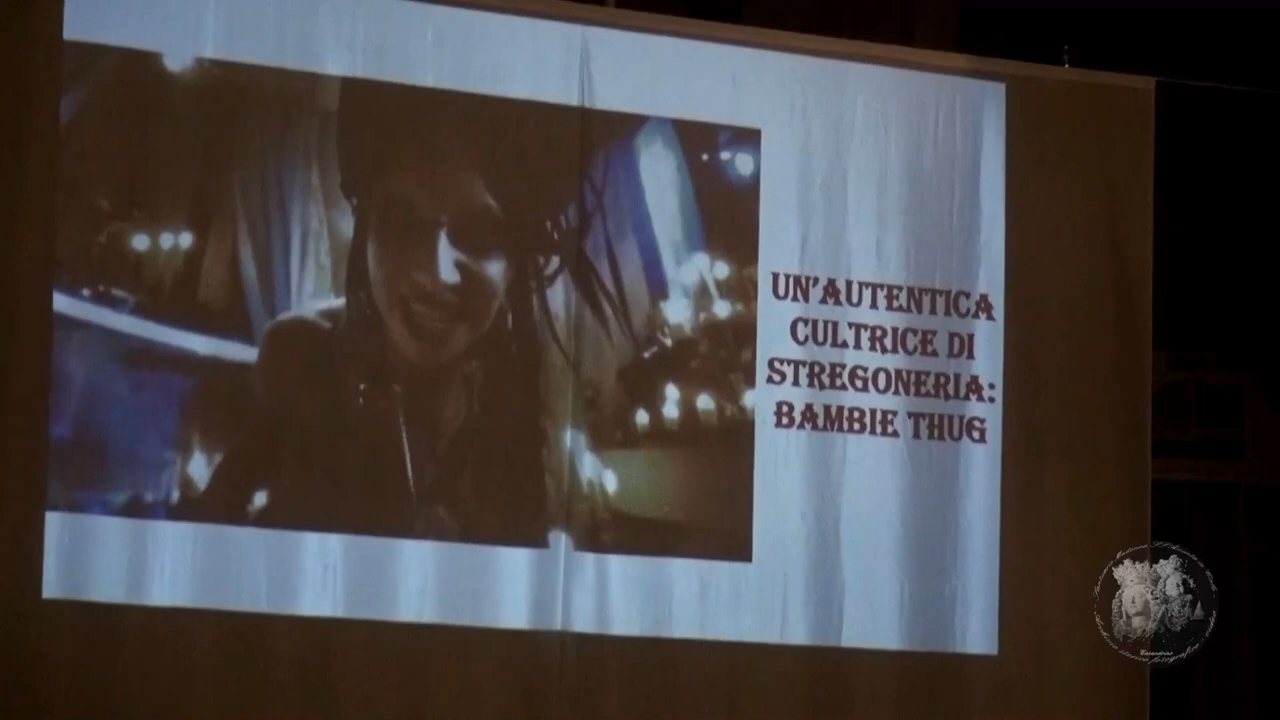 UN'AUTENTICA
CULTRICE DI
STREGONERIA:
BAMBIE THUG